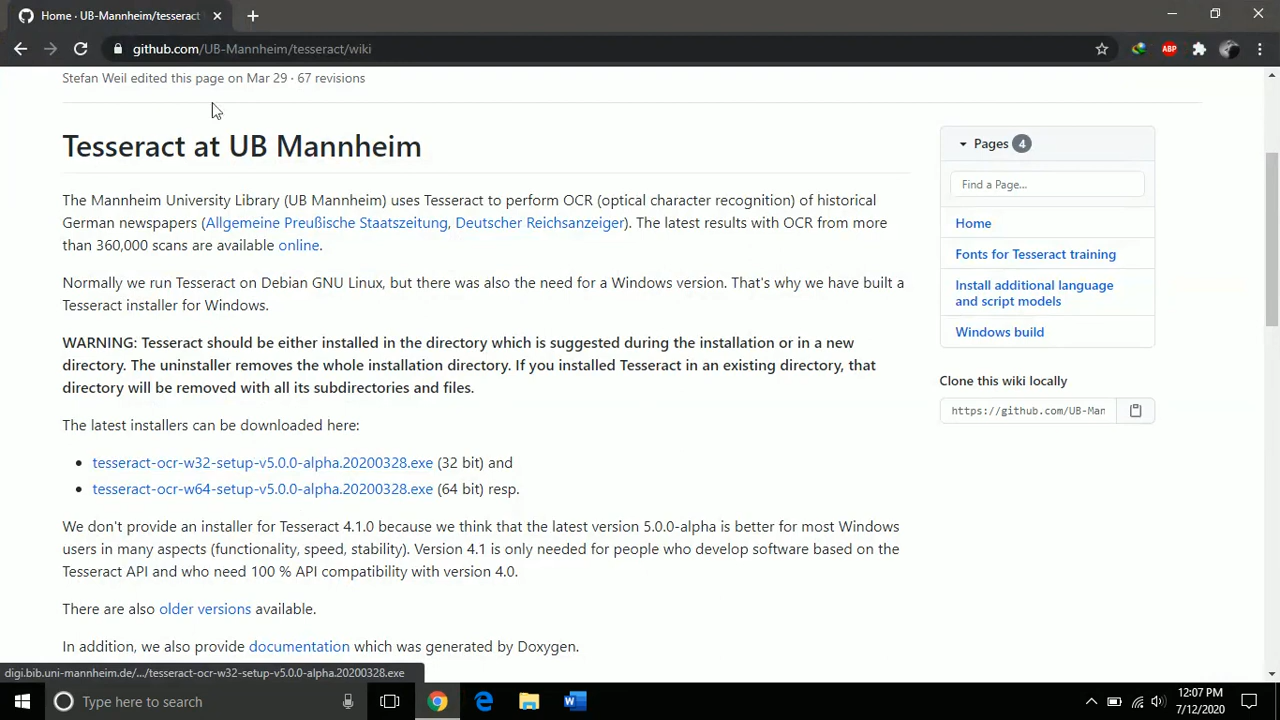 Home · UB-Mannheim/tesseract
github.com/UB-Mannheim/tesseract/wiki
ABP
Stefan Weil edited this page on Mar 29 · 67 revisions
Tesseract at UB Mannheim
The Mannheim University Library (UB Mannheim) uses Tesseract to perform OCR (optical character recognition) of historical
German newspapers (Allgemeine Preußische Staatszeitung, Deutscher Reichsanzeiger). The latest results with OCR from more
than 360,000 scans are available online.
Normally we run Tesseract on Debian GNU Linux, but there was also the need for a Windows version. That's why we have built a
Tesseract installer for Windows.
WARNING: Tesseract should be either installed in the directory which is suggested during the installation or in a new
directory. The uninstaller removes the whole installation directory. If you installed Tesseract in an existing directory, that
directory will be removed with all its subdirectories and files.
The latest installers can be downloaded here:
• tesseract-ocr-w32-setup-v5.0.0-alpha.20200328.exe (32 bit) and
• tesseract-ocr-w64-setup-v5.0.0-alpha.20200328.exe (64 bit) resp.
We don't provide an installer for Tesseract 4.1.0 because we think that the latest version 5.0.0-alpha is better for most Windows
users in many aspects (functionality, speed, stability). Version 4.1 is only needed for people who develop software based on the
Tesseract API and who need 100 % API compatibility with version 4.0.
There are also older versions available.
In addition, we also provide documentation which was generated by Doxygen.
Pages 4
Find a Page...
Home
Fonts for Tesseract training
Install additional language
and script models
Windows build
Clone this wiki locally
https://github.com/UB-Man
digi.bib.uni-mannheim.de/.../tesseract-ocr-w32-setup-v5.0.0-alpha.20200328.exe
Type here to search
12:07 PM
7/12/2020